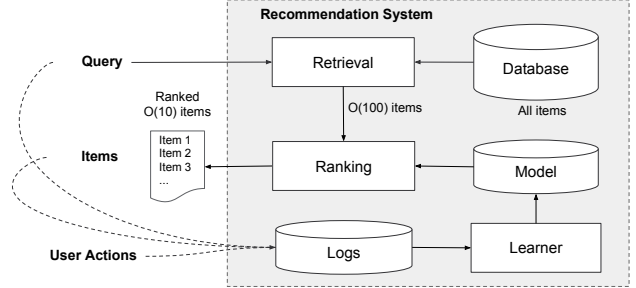 Recommendation System
Query
Retrieval
Database
All items
Ranked
O(10) items
O(100) items
Items
Item 1
Item 2
Item 3
...
Ranking
Model
User Actions
Logs
Learner